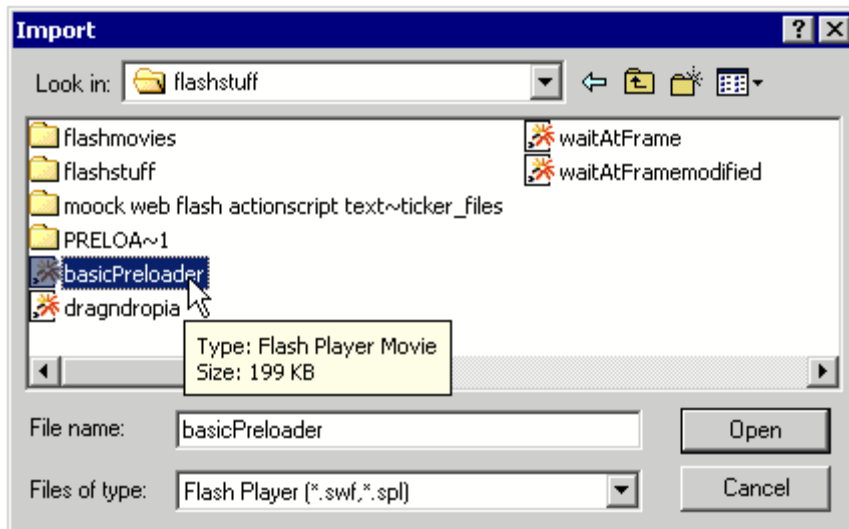 Import
Look in: flashstuff
flashmovies
flashstuff
moock web flash actionscript text~ticker_files
PRELOA~1
basicPreloader
dragndropia
waitAtFrame
waitAtFramemodified
Type: Flash Player Movie
Size: 199 KB
File name: basicPreloader
Open
Files of type: Flash Player (*.swf,*.spl)
Cancel